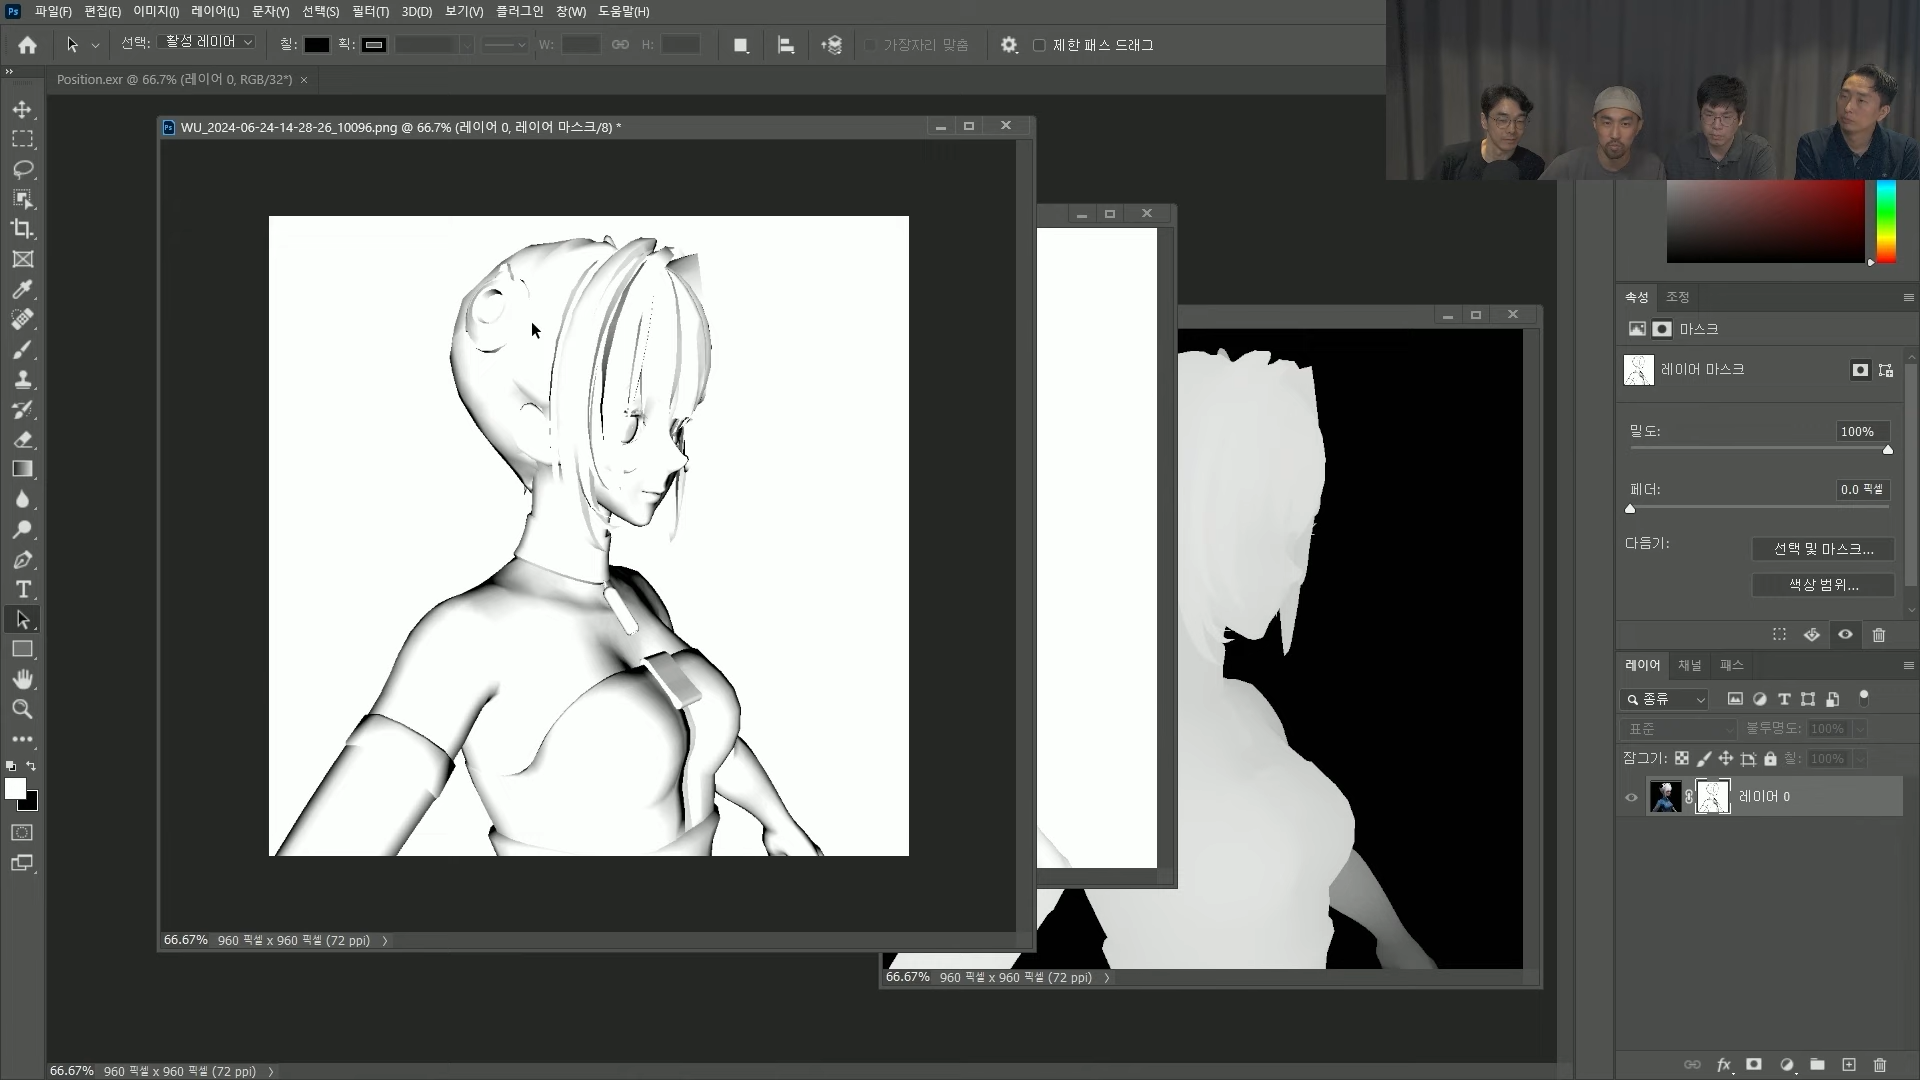 Ps 파일(F) 편집(E) 이미지(I) 레이어(L) 문자(Y) 선택(S) 필터(T) 3D(D) 보기(V) 플러그인 창(W) 도움말(H)
선택: 활성 레이어 칠: 획: W: H: 가장자리 맞춤 제한 패스 드래그
Position.exr @ 66.7% (레이어 0, RGB/32*) ×
Ps WU_2024-06-24-14-28-26_10096.png @ 66.7% (레이어 0, 레이어 마스크/8) *
속성 조정
마스크
레이어 마스크
밀도: 100%
페더: 0.0 픽셀
다듬기: 선택 및 마스크...
색상 범위...
레이어 채널 패스
종류
표준 불투명도: 100%
잠그기: 칠: 100%
레이어 0
66.67% 960 픽셀 x 960 픽셀 (72 ppi)
66.67% 960 픽셀 x 960 픽셀 (72 ppi)
66.67% 960 픽셀 x 960 픽셀 (72 ppi)
fx